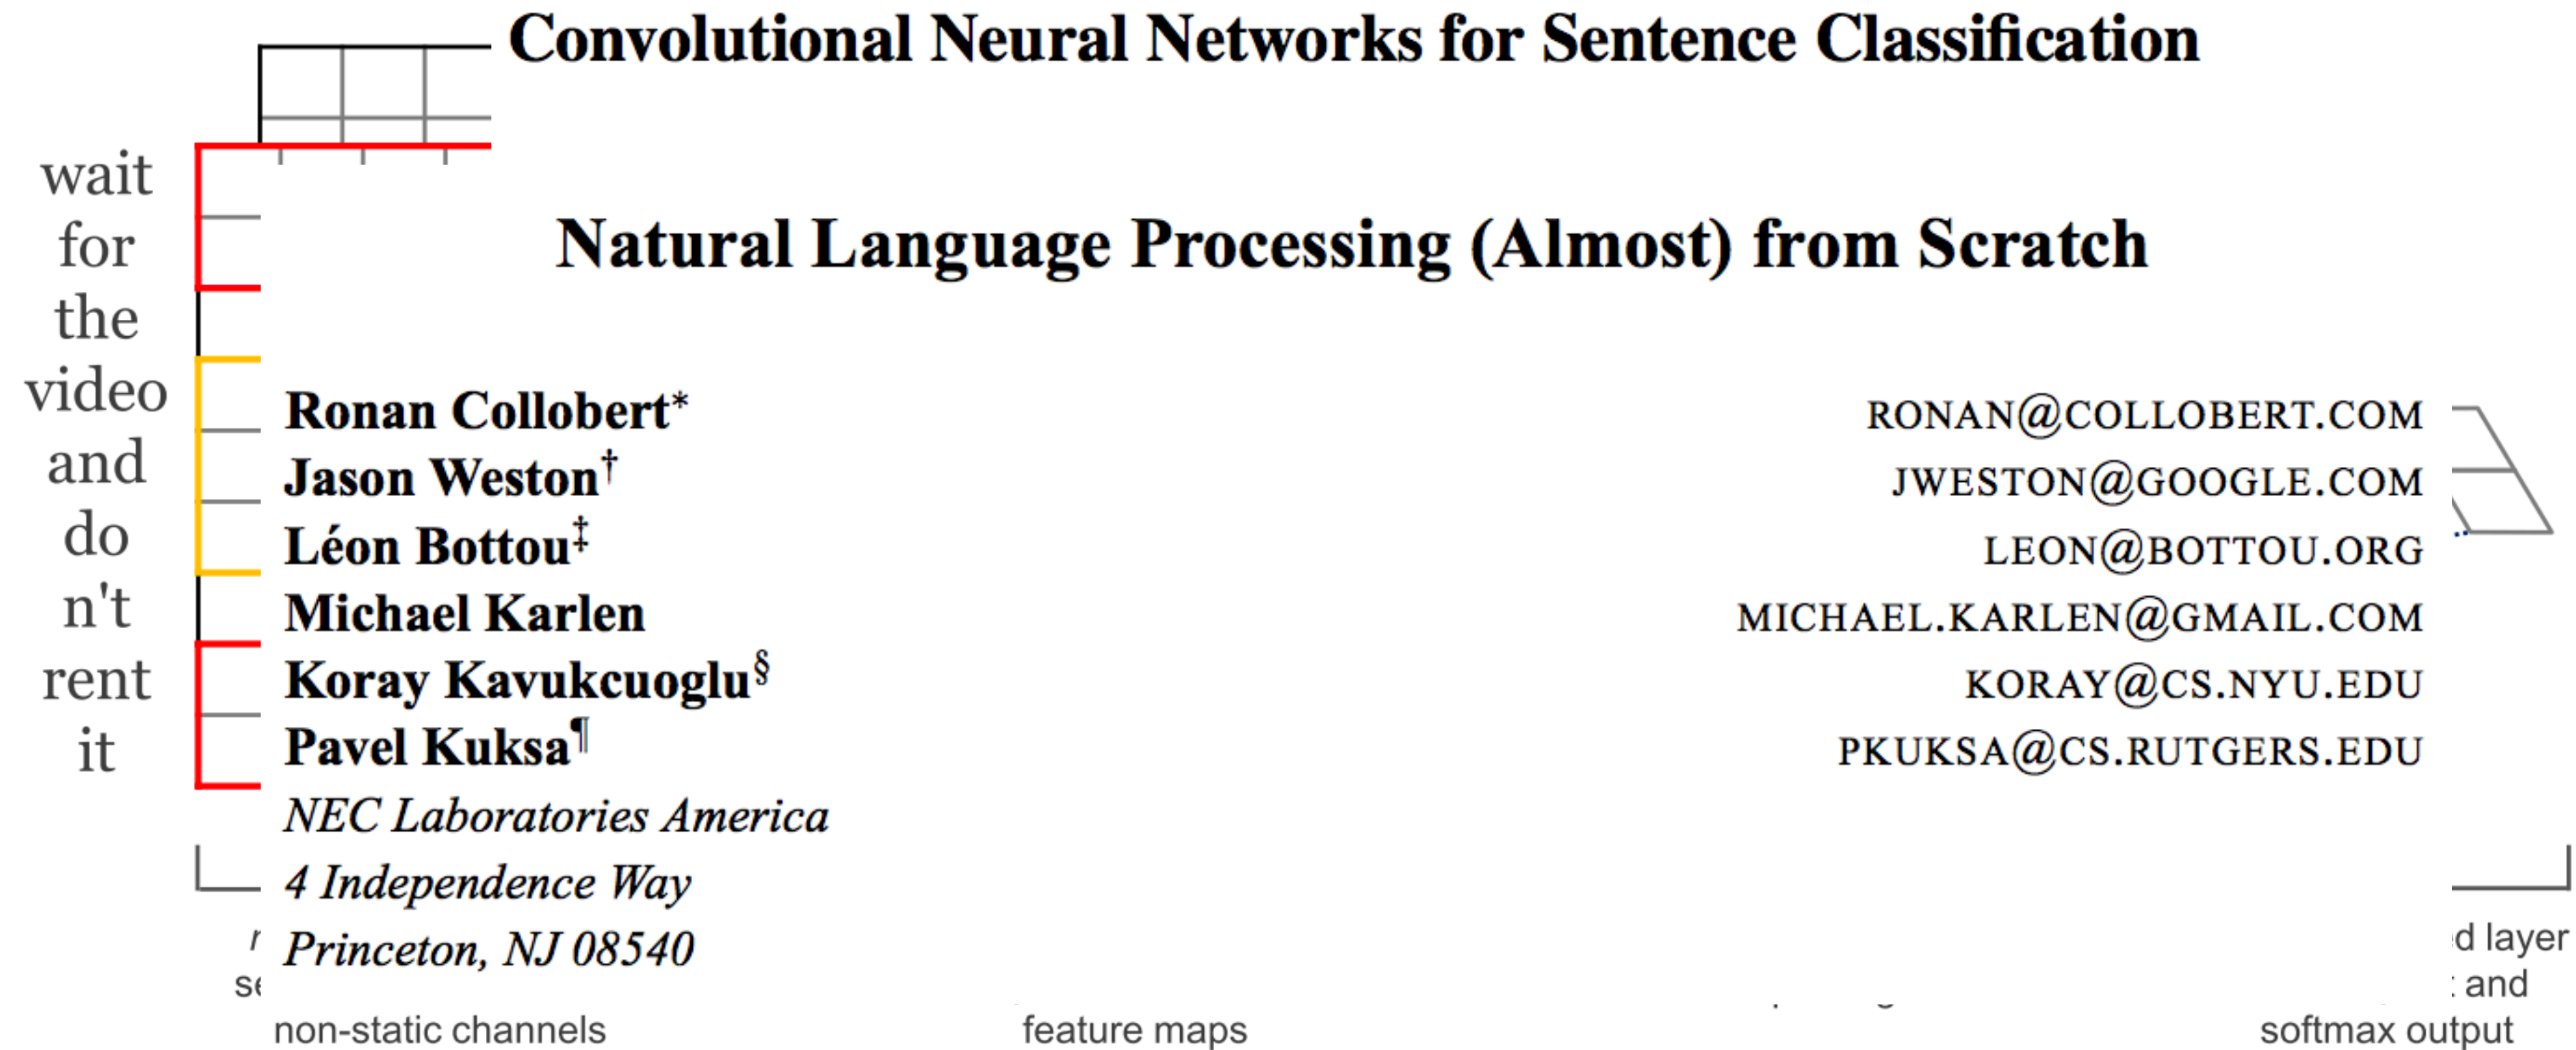 Convolutional Neural Networks for Sentence Classification
wait
for
the
video
and
do
n't
rent
it
Natural Language Processing (Almost) from Scratch
Ronan Collobert* RONAN@COLLOBERT.COM
Jason Weston† JWESTON@GOOGLE.COM
Léon Bottou‡ LEON@BOTTOU.ORG
Michael Karlen MICHAEL.KARLEN@GMAIL.COM
Koray Kavukcuoglu§ KORAY@CS.NYU.EDU
Pavel Kuksa¶ PKUKSA@CS.RUTGERS.EDU
NEC Laboratories America
4 Independence Way
Princeton, NJ 08540
layer
and
non-static channels feature maps softmax output